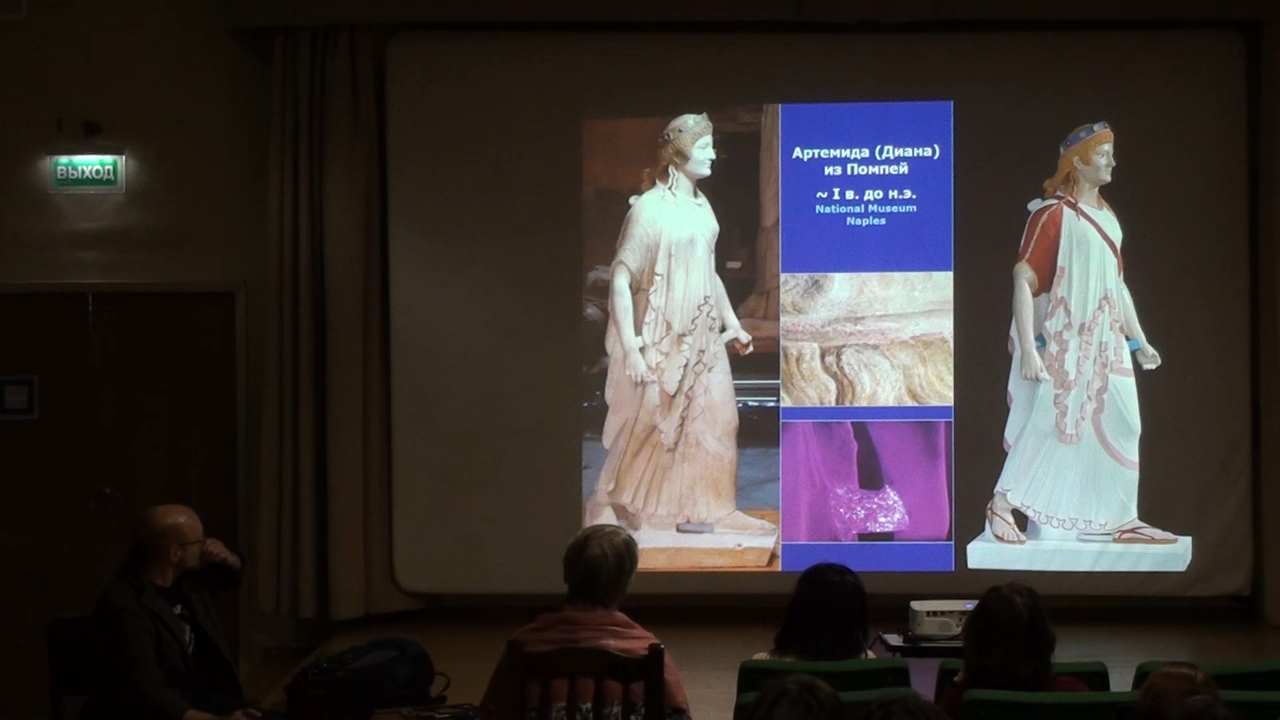 ВЫХОД
Артемида (Диана)
из Помпей
~ I в. до н.э.
National Museum
Naples